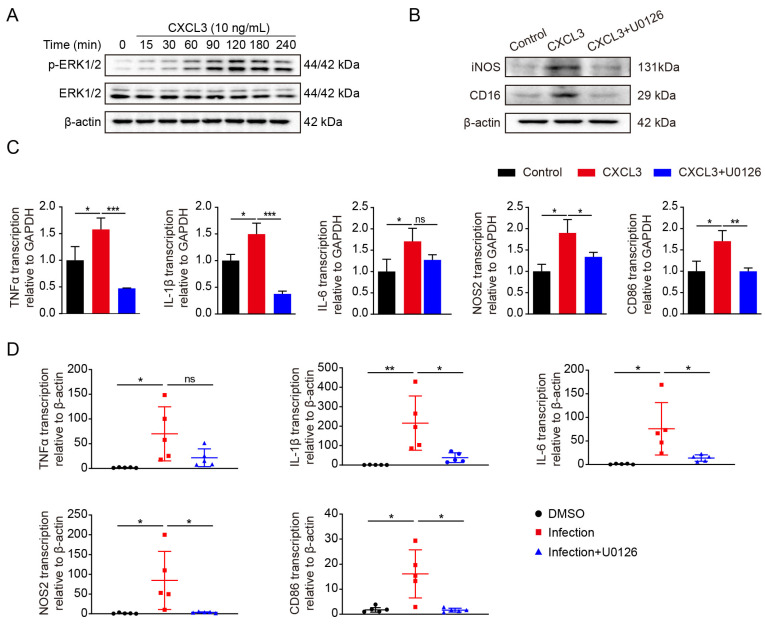 A
CXCL3 (10 ng/mL)
Time (min) 0 15 30 60 90 120 180 240
p-ERK1/2 44/42 kDa
ERK1/2 44/42 kDa
β-actin 42 kDa
B
Control CXCL3 CXCL3+U0126
iNOS 131kDa
CD16 29 kDa
β-actin 42 kDa
C
Control CXCL3 CXCL3+U0126
TNFα transcription
relative to GAPDH
2.0
1.5
1.0
0.5
0.0
* ***
IL-1β transcription
relative to GAPDH
2.0
1.5
1.0
0.5
0.0
* ***
IL-6 transcription
relative to GAPDH
2.5
2.0
1.5
1.0
0.5
0.0
* ns
NOS2 transcription
relative to GAPDH
2.5
2.0
1.5
1.0
0.5
0.0
* *
CD86 transcription
relative to GAPDH
2.5
2.0
1.5
1.0
0.5
0.0
* **
D
TNFα transcription
relative to β-actin
250
200
150
100
50
0
* ns
IL-1β transcription
relative to β-actin
500
400
300
200
100
0
** *
IL-6 transcription
relative to β-actin
200
150
100
50
0
* *
NOS2 transcription
relative to β-actin
250
200
150
100
50
0
* *
CD86 transcription
relative to β-actin
40
30
20
10
0
* *
DMSO
Infection
Infection+U0126